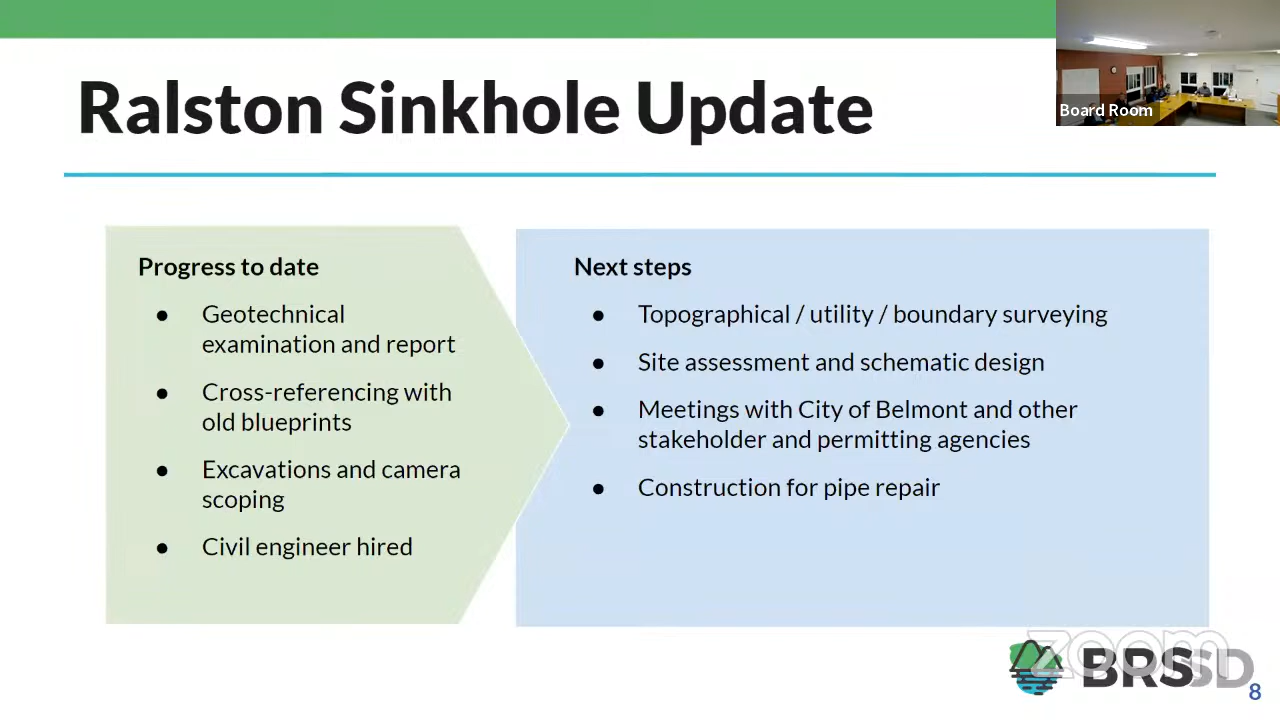 Ralston Sinkhole Update
Board Room
Progress to date
● Geotechnical
examination and report
● Cross-referencing with
old blueprints
● Excavations and camera
scoping
● Civil engineer hired
Next steps
● Topographical / utility / boundary surveying
● Site assessment and schematic design
● Meetings with City of Belmont and other
stakeholder and permitting agencies
● Construction for pipe repair
zoom
BRSSD
8